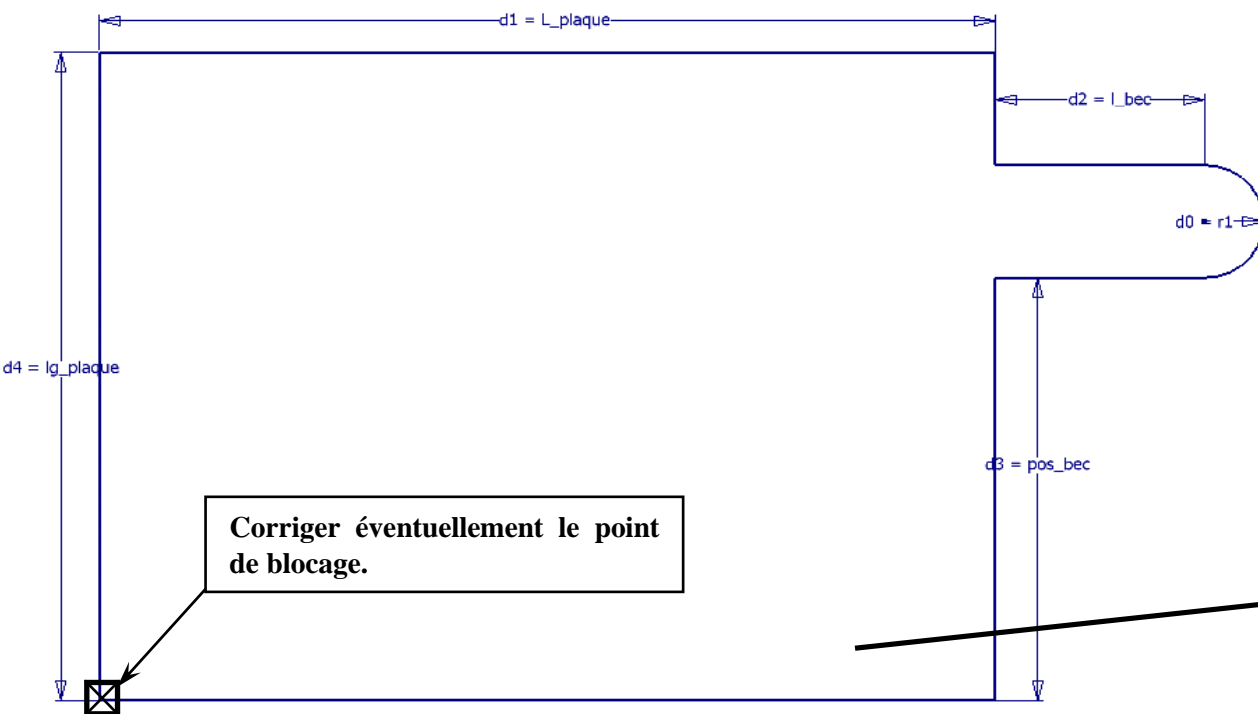 d1 = L_plaque
d2 = l_bec
d0 = r1
d4 = lg_plaque
d3 = pos_bec
Corriger éventuellement le point
de blocage.